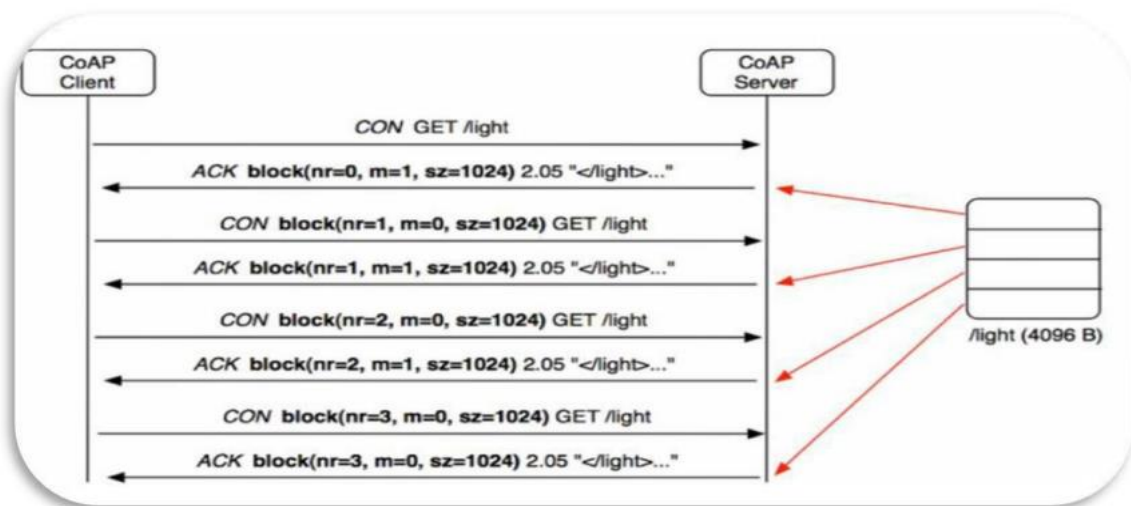 CoAP
Client
CoAP
Server
CON GET /light
ACK block(nr=0, m=1, sz=1024) 2.05 "</light>..."
CON block(nr=1, m=0, sz=1024) GET /light
ACK block(nr=1, m=1, sz=1024) 2.05 "</light>..."
CON block(nr=2, m=0, sz=1024) GET /light
ACK block(nr=2, m=1, sz=1024) 2.05 "</light>..."
CON block(nr=3, m=0, sz=1024) GET /light
ACK block(nr=3, m=0, sz=1024) 2.05 "</light>..."
/light (4096 B)